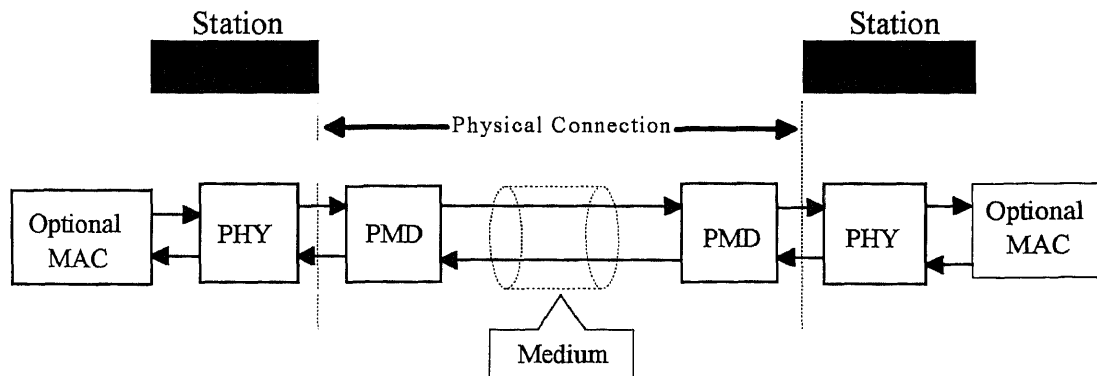 Station
Station
Physical Connection
Optional
MAC
PHY
PMD
PMD
PHY
Optional
MAC
Medium